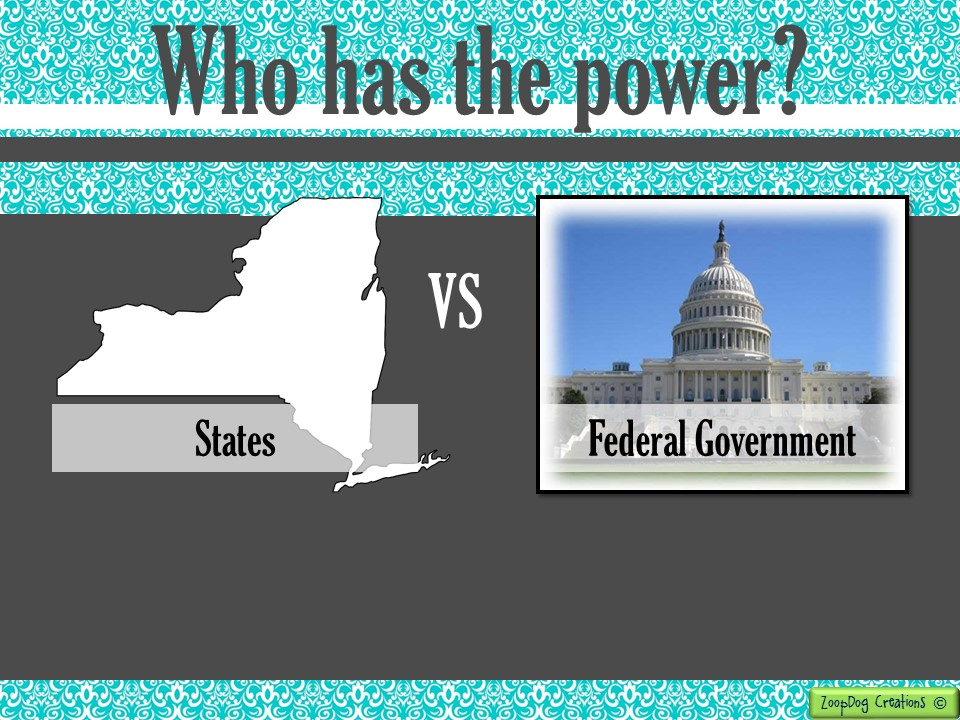 Who has the power?
vs
States
Federal Government
ZoopDog Creations ©